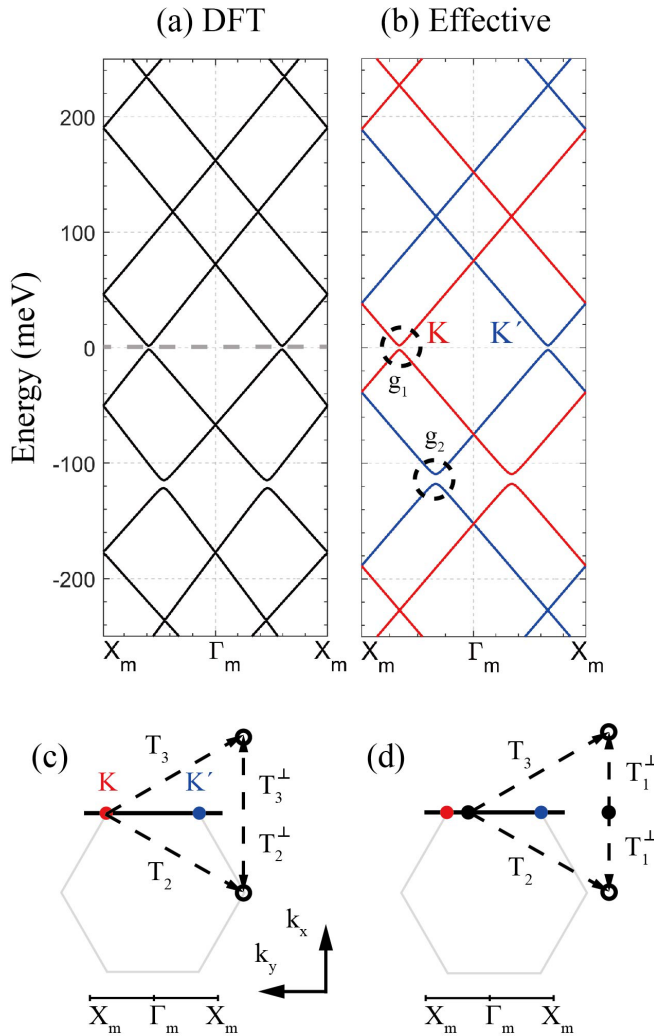 (a) DFT
(b) Effective
Energy (meV)
200
100
0
-100
-200
K
K´
g₁
g₂
Xₘ
Γₘ
Xₘ
Xₘ
Γₘ
Xₘ
(c)
K
K´
T₃
T₂
T₃⊥
T₂⊥
kₓ
k_y
Xₘ
Γₘ
Xₘ
(d)
T₃
T₂
T₁⊥
T₁⊥
Xₘ
Γₘ
Xₘ